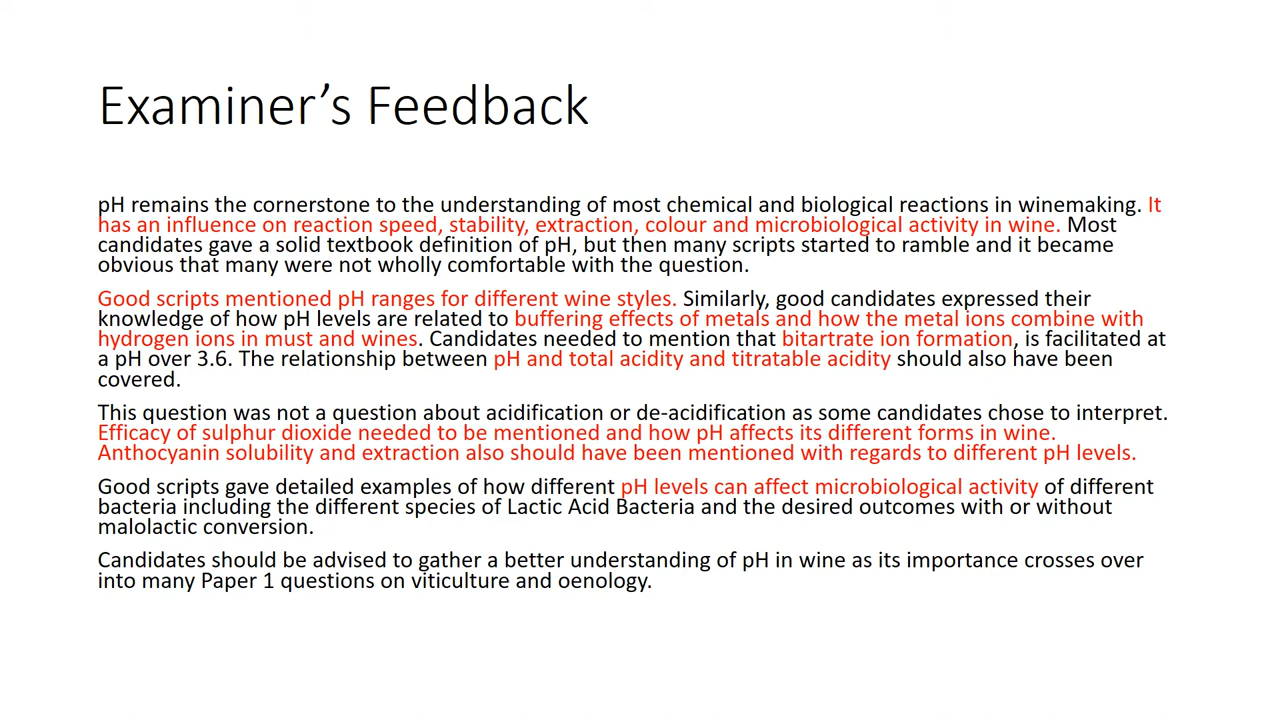 Examiner’s Feedback
pH remains the cornerstone to the understanding of most chemical and biological reactions in winemaking. It
has an influence on reaction speed, stability, extraction, colour and microbiological activity in wine. Most
candidates gave a solid textbook definition of pH, but then many scripts started to ramble and it became
obvious that many were not wholly comfortable with the question.
Good scripts mentioned pH ranges for different wine styles. Similarly, good candidates expressed their
knowledge of how pH levels are related to buffering effects of metals and how the metal ions combine with
hydrogen ions in must and wines. Candidates needed to mention that bitartrate ion formation, is facilitated at
a pH over 3.6. The relationship between pH and total acidity and titratable acidity should also have been
covered.
This question was not a question about acidification or de-acidification as some candidates chose to interpret.
Efficacy of sulphur dioxide needed to be mentioned and how pH affects its different forms in wine.
Anthocyanin solubility and extraction also should have been mentioned with regards to different pH levels.
Good scripts gave detailed examples of how different pH levels can affect microbiological activity of different
bacteria including the different species of Lactic Acid Bacteria and the desired outcomes with or without
malolactic conversion.
Candidates should be advised to gather a better understanding of pH in wine as its importance crosses over
into many Paper 1 questions on viticulture and oenology.